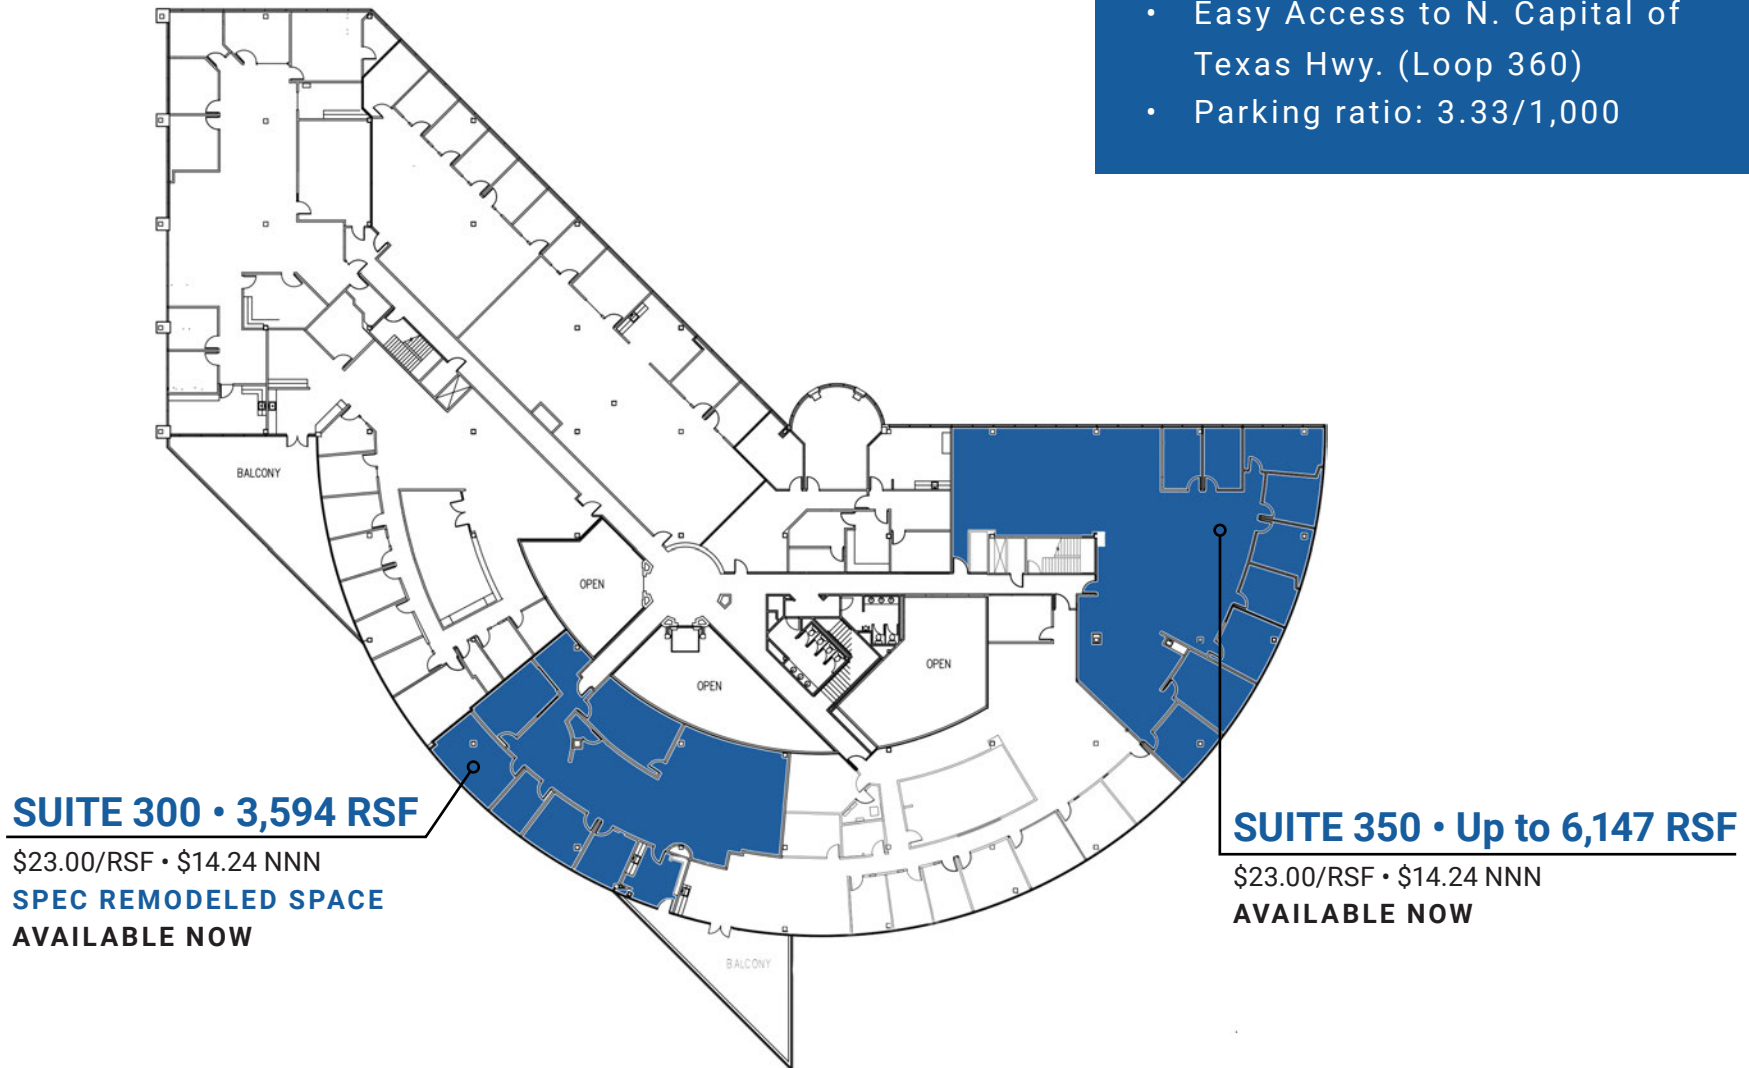 • Easy Access to N. Capital of
Texas Hwy. (Loop 360)
• Parking ratio: 3.33/1,000
BALCONY
OPEN
OPEN
OPEN
SUITE 300 • 3,594 RSF
$23.00/RSF • $14.24 NNN
SPEC REMODELED SPACE
AVAILABLE NOW
SUITE 350 • Up to 6,147 RSF
$23.00/RSF • $14.24 NNN
AVAILABLE NOW
BALCONY